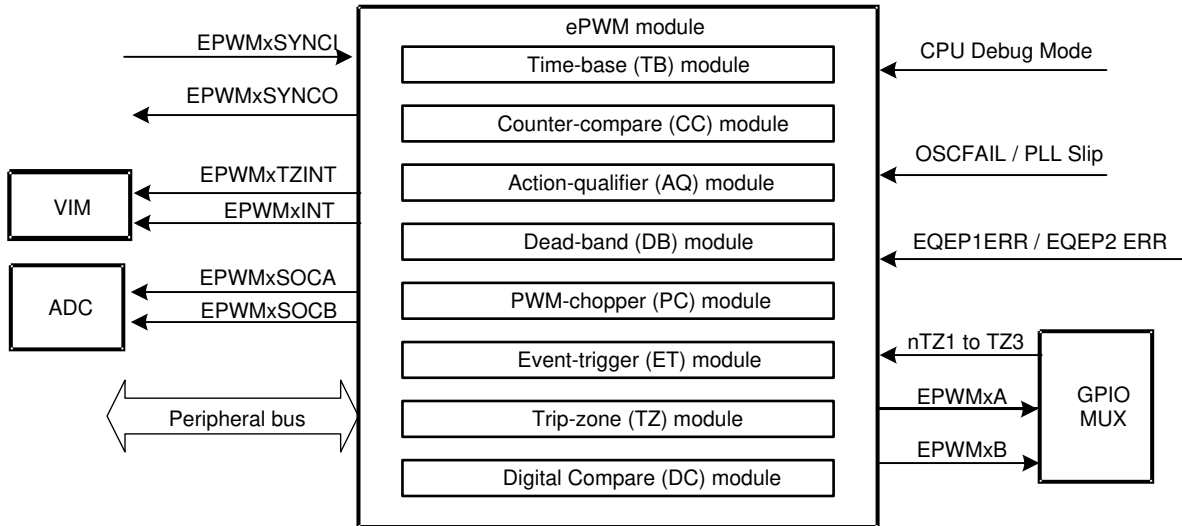 ePWM module
EPWMxSYNCI
Time-base (TB) module
CPU Debug Mode
EPWMxSYNCO
Counter-compare (CC) module
OSCFAIL / PLL Slip
EPWMxTZINT
Action-qualifier (AQ) module
VIM
EPWMxINT
Dead-band (DB) module
EQEP1ERR / EQEP2 ERR
EPWMxSOCA
ADC
PWM-chopper (PC) module
EPWMxSOCB
nTZ1 to TZ3
Event-trigger (ET) module
EPWMxA
GPIO
MUX
Peripheral bus
Trip-zone (TZ) module
EPWMxB
Digital Compare (DC) module